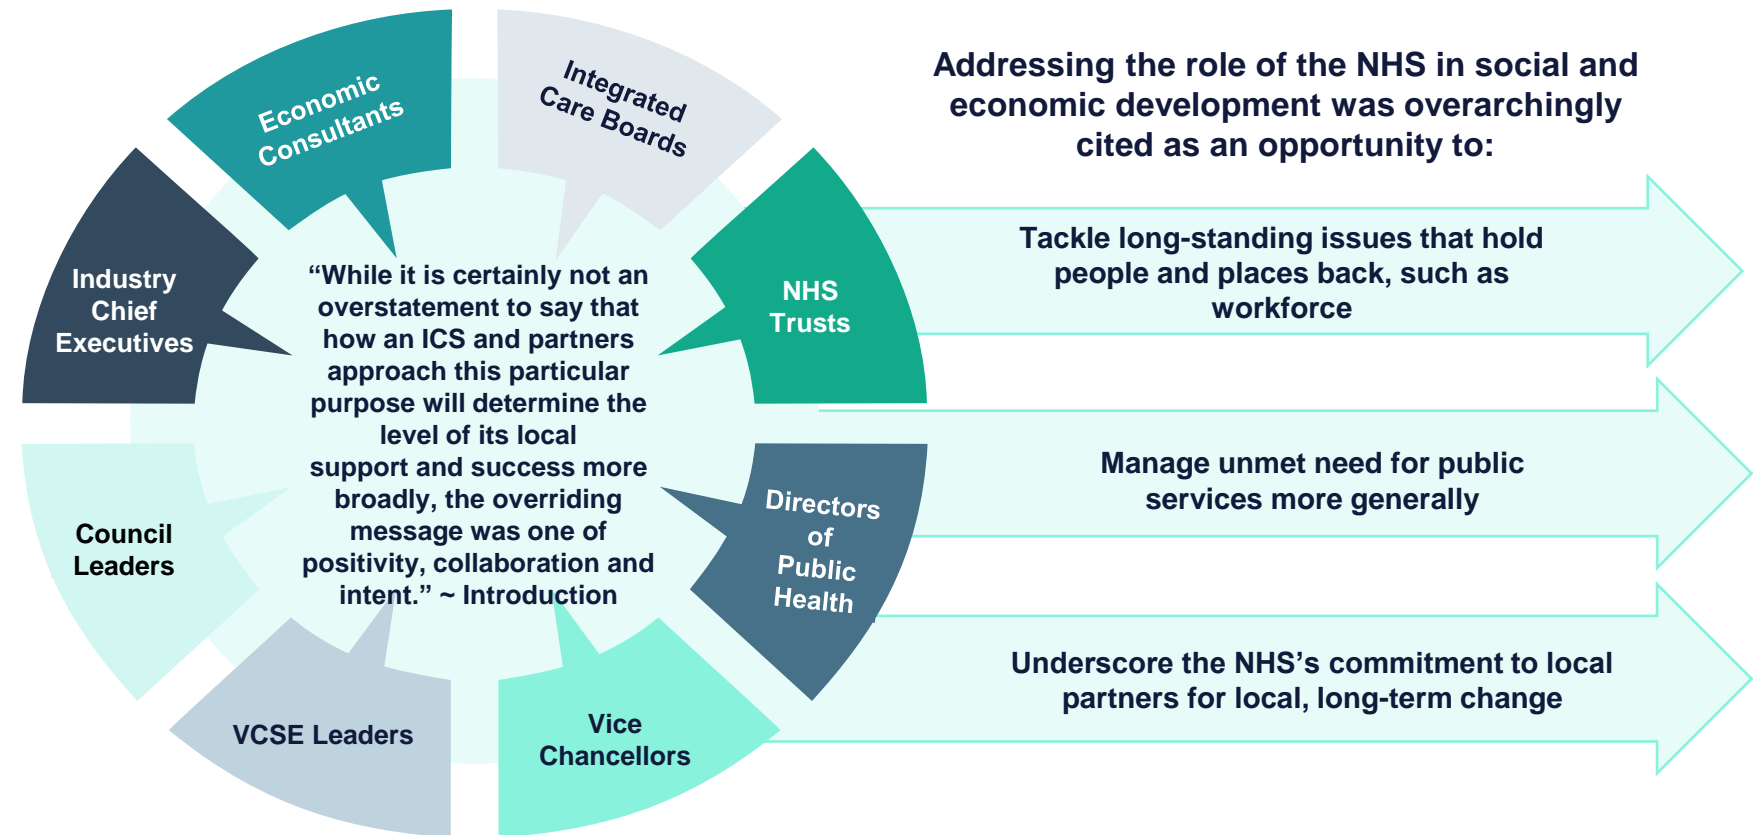 Economic
Consultants
Integrated
Care Boards
Addressing the role of the NHS in social and
economic development was overarchingly
cited as an opportunity to:
Industry
Chief
Executives
NHS
Trusts
Tackle long-standing issues that hold
people and places back, such as
workforce
“While it is certainly not an
overstatement to say that
how an ICS and partners
approach this particular
purpose will determine the
level of its local
support and success more
broadly, the overriding
message was one of
positivity, collaboration and
intent.” ~ Introduction
Council
Leaders
Directors
of
Public
Health
Manage unmet need for public
services more generally
VCSE Leaders
Vice
Chancellors
Underscore the NHS’s commitment to local
partners for local, long-term change